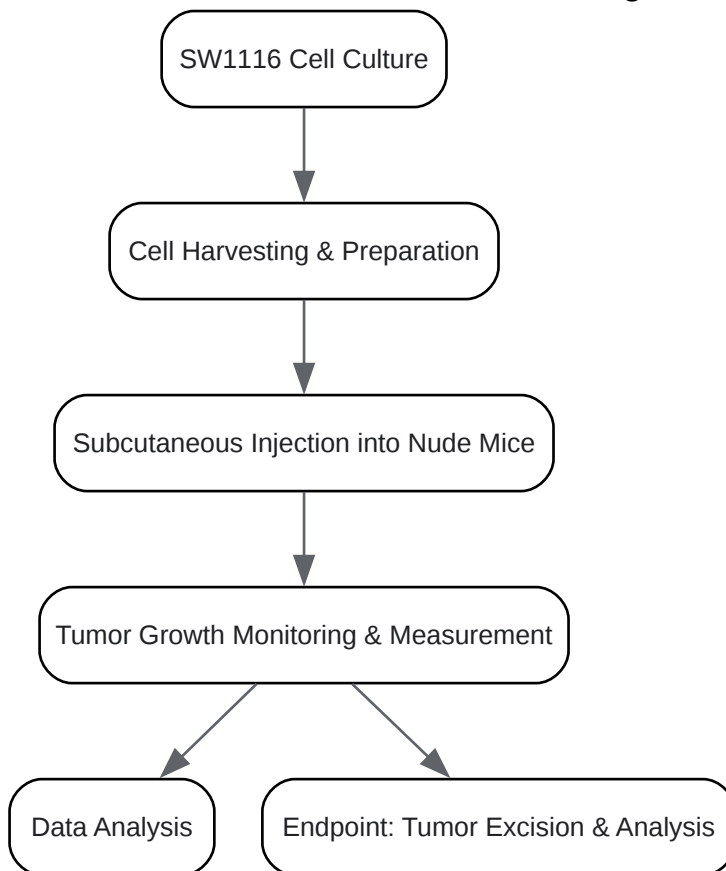 SW1116 Cell Culture
Cell Harvesting & Preparation
Subcutaneous Injection into Nude Mice
Tumor Growth Monitoring & Measurement
Data Analysis
Endpoint: Tumor Excision & Analysis